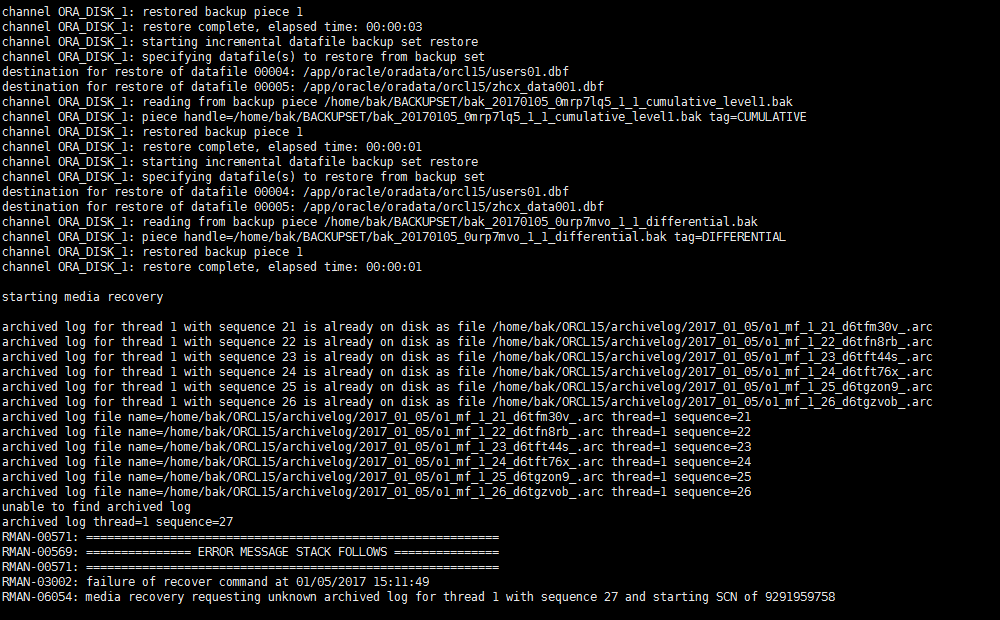 channel ORA_DISK_1: restored backup piece 1
channel ORA_DISK_1: restore complete, elapsed time: 00:00:03
channel ORA_DISK_1: starting incremental datafile backup set restore
channel ORA_DISK_1: specifying datafile(s) to restore from backup set
destination for restore of datafile 00004: /app/oracle/oradata/orcl15/users01.dbf
destination for restore of datafile 00005: /app/oracle/oradata/orcl15/zhcx_data001.dbf
channel ORA_DISK_1: reading from backup piece /home/bak/BACKUPSET/bak_20170105_0mrp7lq5_1_1_cumulative_level1.bak
channel ORA_DISK_1: piece handle=/home/bak/BACKUPSET/bak_20170105_0mrp7lq5_1_1_cumulative_level1.bak tag=CUMULATIVE
channel ORA_DISK_1: restored backup piece 1
channel ORA_DISK_1: restore complete, elapsed time: 00:00:01
channel ORA_DISK_1: starting incremental datafile backup set restore
channel ORA_DISK_1: specifying datafile(s) to restore from backup set
destination for restore of datafile 00004: /app/oracle/oradata/orcl15/users01.dbf
destination for restore of datafile 00005: /app/oracle/oradata/orcl15/zhcx_data001.dbf
channel ORA_DISK_1: reading from backup piece /home/bak/BACKUPSET/bak_20170105_0urp7mvo_1_1_differential.bak
channel ORA_DISK_1: piece handle=/home/bak/BACKUPSET/bak_20170105_0urp7mvo_1_1_differential.bak tag=DIFFERENTIAL
channel ORA_DISK_1: restored backup piece 1
channel ORA_DISK_1: restore complete, elapsed time: 00:00:01
starting media recovery
archived log for thread 1 with sequence 21 is already on disk as file /home/bak/ORCL15/archivelog/2017_01_05/o1_mf_1_21_d6tfm30v_.arc
archived log for thread 1 with sequence 22 is already on disk as file /home/bak/ORCL15/archivelog/2017_01_05/o1_mf_1_22_d6tfn8rb_.arc
archived log for thread 1 with sequence 23 is already on disk as file /home/bak/ORCL15/archivelog/2017_01_05/o1_mf_1_23_d6tft44s_.arc
archived log for thread 1 with sequence 24 is already on disk as file /home/bak/ORCL15/archivelog/2017_01_05/o1_mf_1_24_d6tft76x_.arc
archived log for thread 1 with sequence 25 is already on disk as file /home/bak/ORCL15/archivelog/2017_01_05/o1_mf_1_25_d6tgzon9_.arc
archived log for thread 1 with sequence 26 is already on disk as file /home/bak/ORCL15/archivelog/2017_01_05/o1_mf_1_26_d6tgzvob_.arc
archived log file name=/home/bak/ORCL15/archivelog/2017_01_05/o1_mf_1_21_d6tfm30v_.arc thread=1 sequence=21
archived log file name=/home/bak/ORCL15/archivelog/2017_01_05/o1_mf_1_22_d6tfn8rb_.arc thread=1 sequence=22
archived log file name=/home/bak/ORCL15/archivelog/2017_01_05/o1_mf_1_23_d6tft44s_.arc thread=1 sequence=23
archived log file name=/home/bak/ORCL15/archivelog/2017_01_05/o1_mf_1_24_d6tft76x_.arc thread=1 sequence=24
archived log file name=/home/bak/ORCL15/archivelog/2017_01_05/o1_mf_1_25_d6tgzon9_.arc thread=1 sequence=25
archived log file name=/home/bak/ORCL15/archivelog/2017_01_05/o1_mf_1_26_d6tgzvob_.arc thread=1 sequence=26
unable to find archived log
archived log thread=1 sequence=27
RMAN-00571: ===========================================================
RMAN-00569: =============== ERROR MESSAGE STACK FOLLOWS ===============
RMAN-00571: ===========================================================
RMAN-03002: failure of recover command at 01/05/2017 15:11:49
RMAN-06054: media recovery requesting unknown archived log for thread 1 with sequence 27 and starting SCN of 9291959758